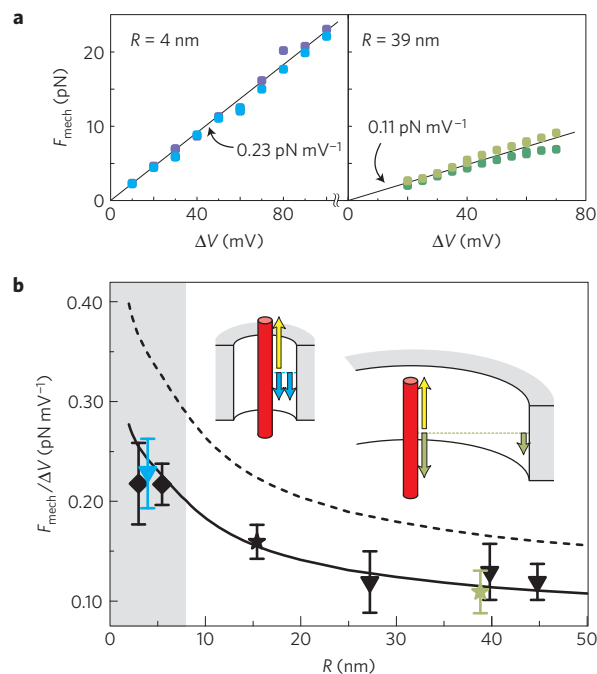 a
R = 4 nm
R = 39 nm
20
10
0
F_mech (pN)
0.23 pN mV⁻¹
0.11 pN mV⁻¹
0
40
80
0
40
80
ΔV (mV)
ΔV (mV)
b
0.40
0.30
0.20
0.10
F_mech/ΔV (pN mV⁻¹)
0
10
20
30
40
50
R (nm)